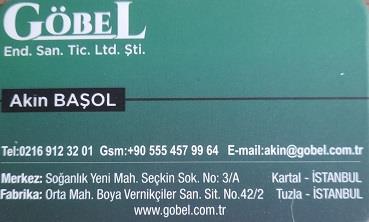 GÖBEL
End. San. Tic. Ltd. Şti.
Akin BAŞOL
Tel:0216 912 32 01 Gsm:+90 555 457 99 64 E-mail:akin@gobel.com.tr
Merkez: Soğanlık Yeni Mah. Seçkin Sok. No: 3/A Kartal - İSTANBUL
Fabrika: Orta Mah. Boya Vernikçiler San. Sit. No.42/2 Tuzla - İSTANBUL
www.gobel.com.tr